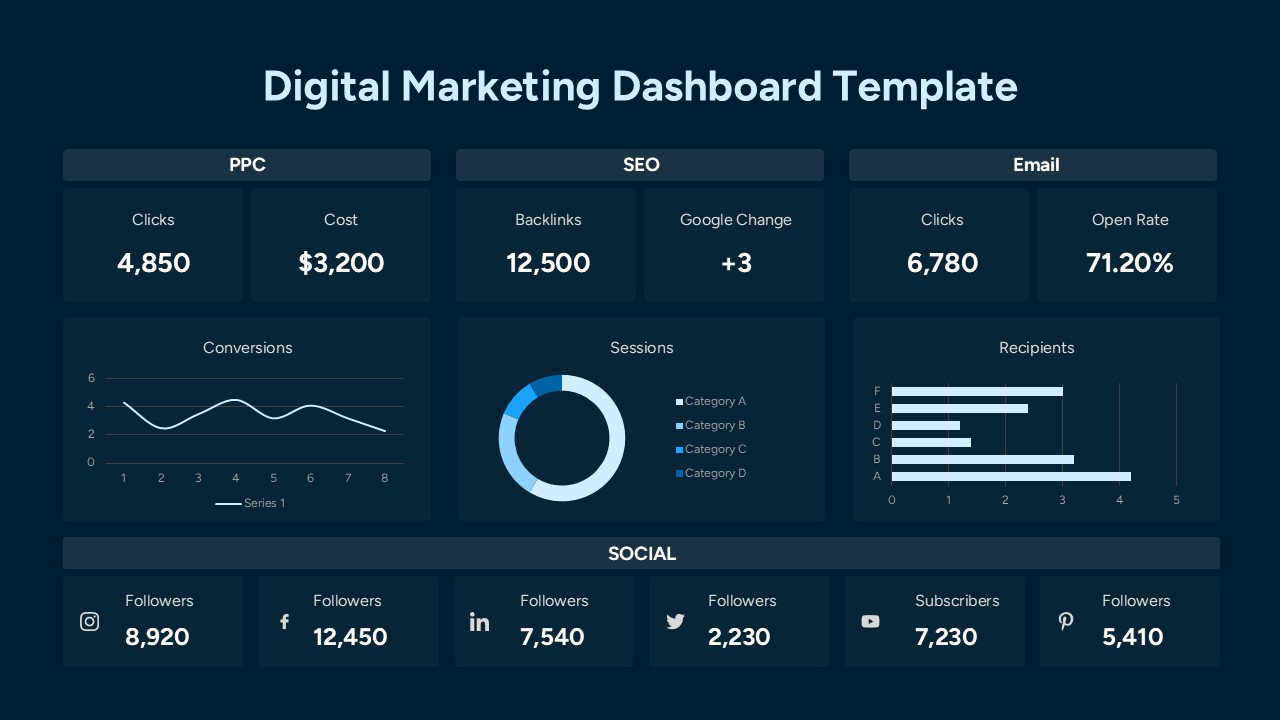 Digital Marketing Dashboard Template
PPC
SEO
Email
Clicks
4,850
Cost
$3,200
Backlinks
12,500
Google Change
+3
Clicks
6,780
Open Rate
71.20%
Conversions
6
4
2
0
1 2 3 4 5 6 7 8
Series 1
Sessions
Category A
Category B
Category C
Category D
Recipients
F
E
D
C
B
A
0 1 2 3 4 5
SOCIAL
Followers
8,920
Followers
12,450
Followers
7,540
Followers
2,230
Subscribers
7,230
Followers
5,410